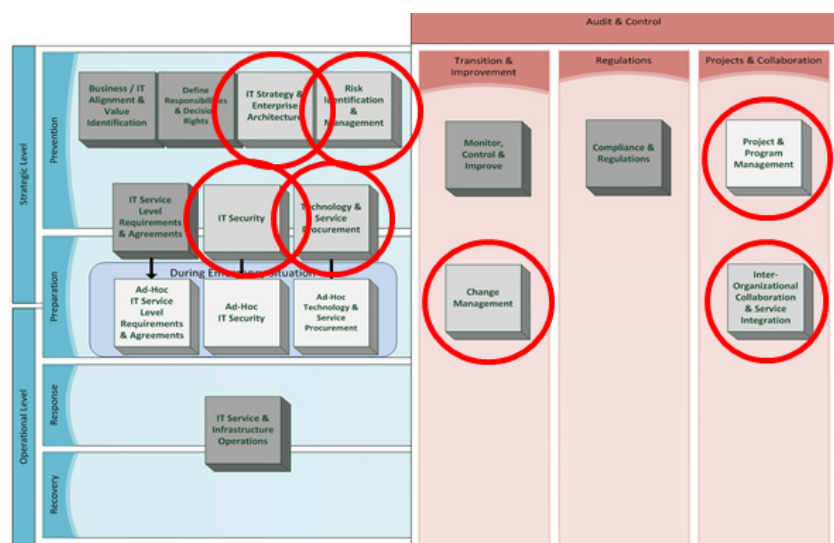 Audit & Control
Transition &
Improvement
Regulations
Projects & Collaboration
Strategic Level
Operational Level
Prevention
Preparation
Response
Recovery
Business / IT
Alignment &
Value
Identification
Define
Responsibilities
& Decision
Rights
IT Strategy &
Enterprise
Architecture
Risk
Identification
&
Management
Monitor,
Control &
Improve
Compliance &
Regulations
Project &
Program
Management
IT Service
Level
Requirements
& Agreements
IT Security
Technology &
Service
Procurement
During Emergency Situation
Ad-Hoc
IT Service
Level
Requirements
& Agreements
Ad-Hoc
IT Security
Ad-Hoc
Technology &
Service
Procurement
Change
Management
Inter-
Organizational
Collaboration
& Service
Integration
IT Service &
Infrastructure
Operations